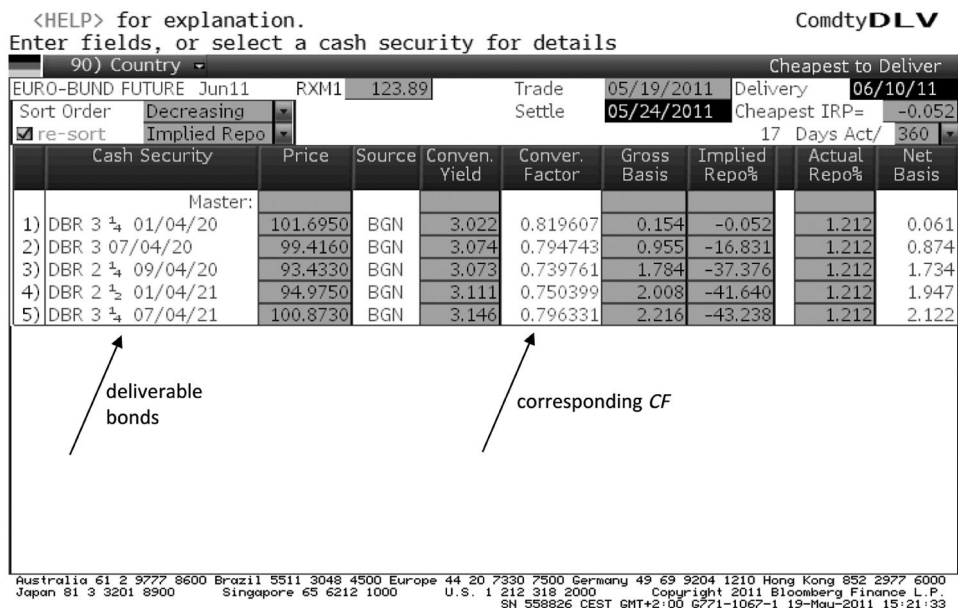 <HELP> for explanation. ComdtyDLV
Enter fields, or select a cash security for details
90) Country Cheapest to Deliver
EURO-BUND FUTURE Jun11 RXM1 123.89 Trade 05/19/2011 Delivery 06/10/11
Sort Order Decreasing Settle 05/24/2011 Cheapest IRP= -0.052
re-sort Implied Repo 17 Days Act/ 360
Cash Security Price Source Conven. Conver. Gross Implied Actual Net
Yield Factor Basis Repo% Repo% Basis
Master:
1) DBR 3 ¼ 01/04/20 101.6950 BGN 3.022 0.819607 0.154 -0.052 1.212 0.061
2) DBR 3 07/04/20 99.4160 BGN 3.074 0.794743 0.955 -16.831 1.212 0.874
3) DBR 2 ¼ 09/04/20 93.4330 BGN 3.073 0.739761 1.784 -37.376 1.212 1.734
4) DBR 2 ½ 01/04/21 94.9750 BGN 3.111 0.750399 2.008 -41.640 1.212 1.947
5) DBR 3 ¼ 07/04/21 100.8730 BGN 3.146 0.796331 2.216 -43.238 1.212 2.122
deliverable
bonds
corresponding CF
Australia 61 2 9777 8600 Brazil 5511 3048 4500 Europe 44 20 7330 7500 Germany 49 69 9204 1210 Hong Kong 852 2977 6000
Japan 81 3 3201 8900 Singapore 65 6212 1000 U.S. 1 212 318 2000 Copyright 2011 Bloomberg Finance L.P.
SN 558826 CEST GMT+2:00 G771-1067-1 19-May-2011 15:21:33